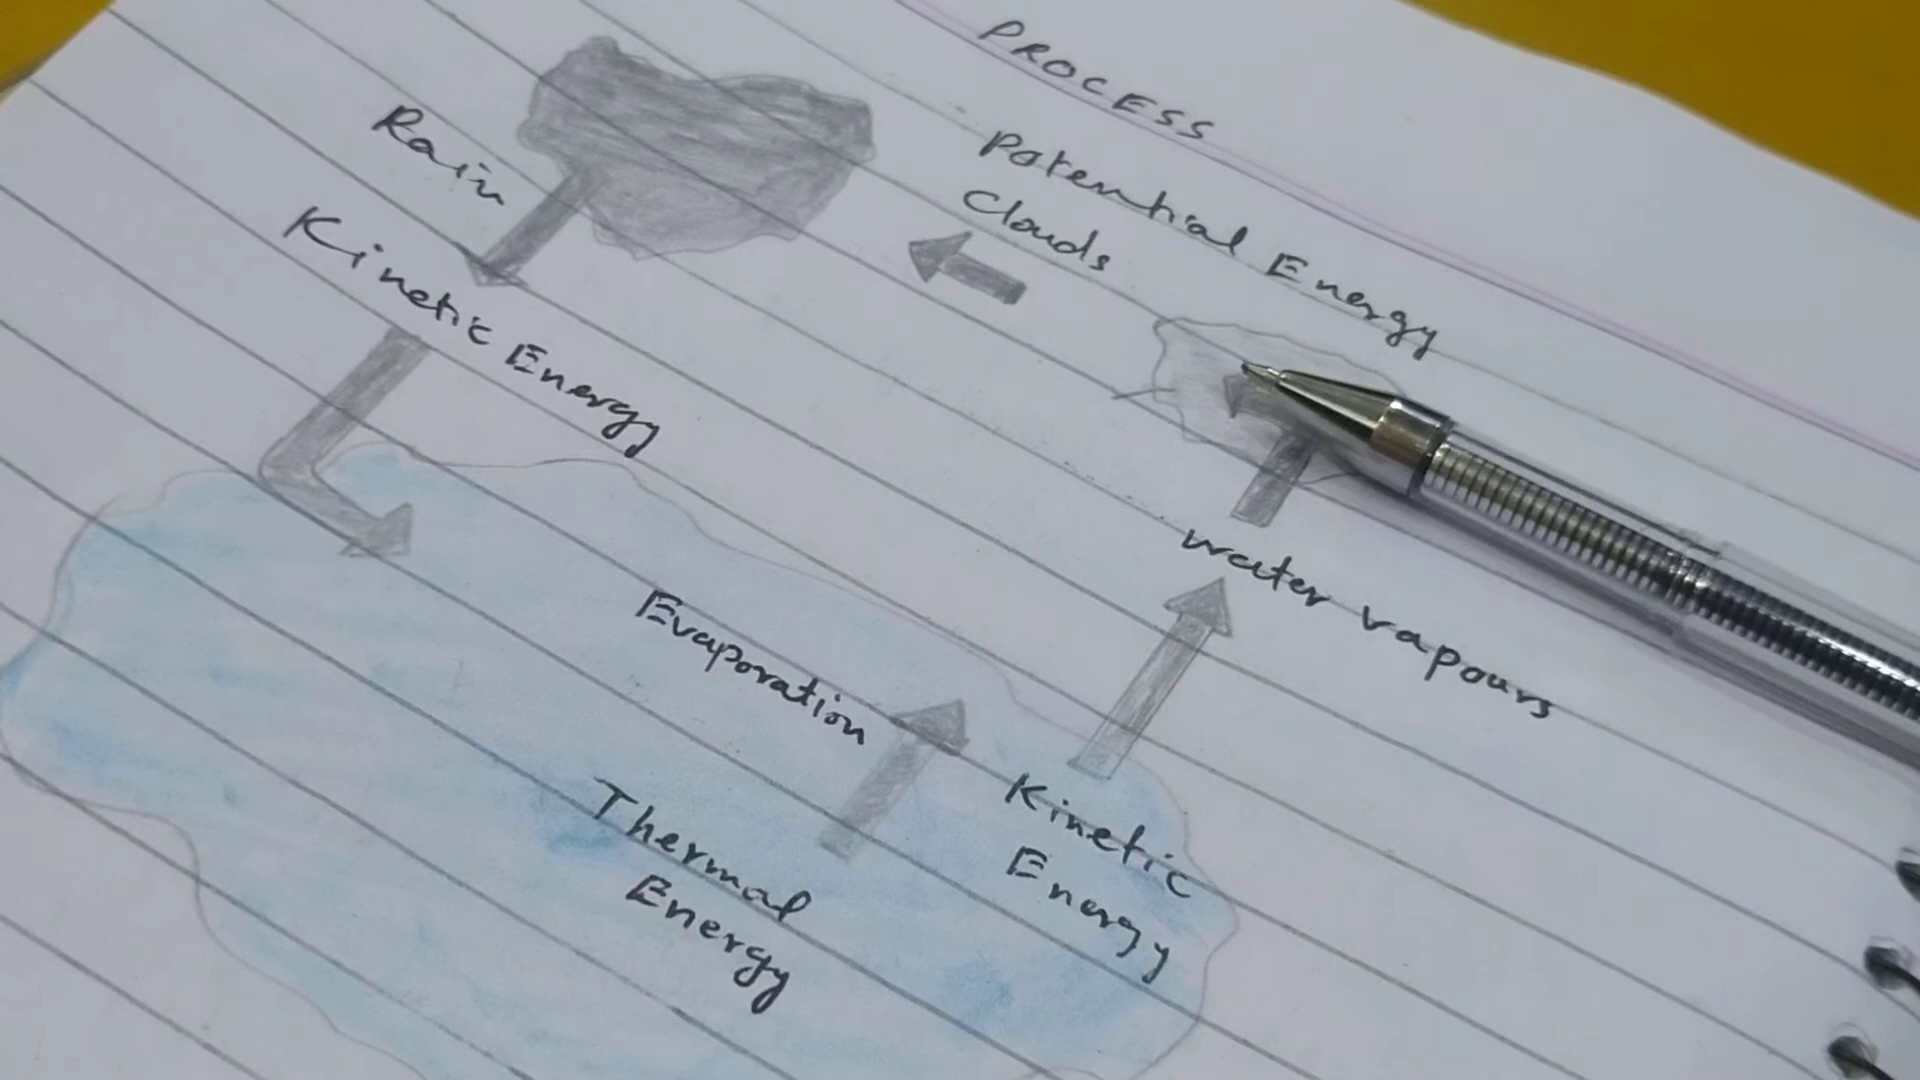 PROCESS
Potential Energy
Clouds
Rain
Kinetic Energy
water vapours
Evaporation
Kinetic
Energy
Thermal
Energy